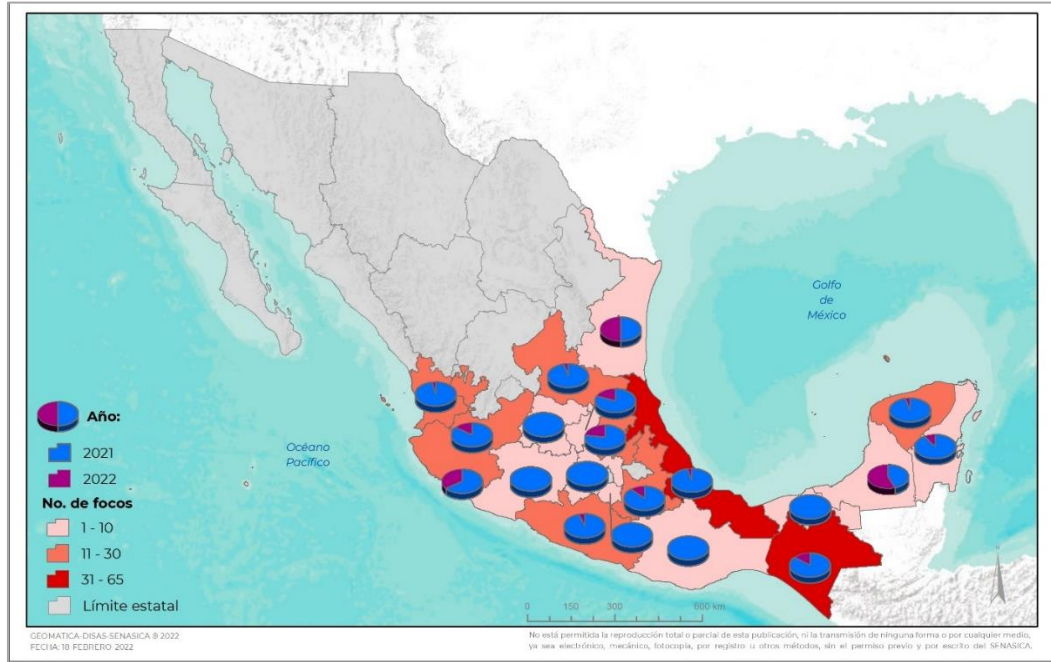 Golfo
de
México
Océano
Pacífico
Año:
2021
2022
No. de focos
1 - 10
11 - 30
31 - 65
Límite estatal
0 150 300 600 km
GEOMATICA-DISAS-SENASICA ® 2022
FECHA: 18 FEBRERO 2022
No está permitida la reproducción total o parcial de esta publicación, ni la transmisión de ninguna forma o por cualquier medio,
ya sea electrónico, mecánico, fotocopia, por registro u otros métodos, sin el permiso previo y por escrito del SENASICA.